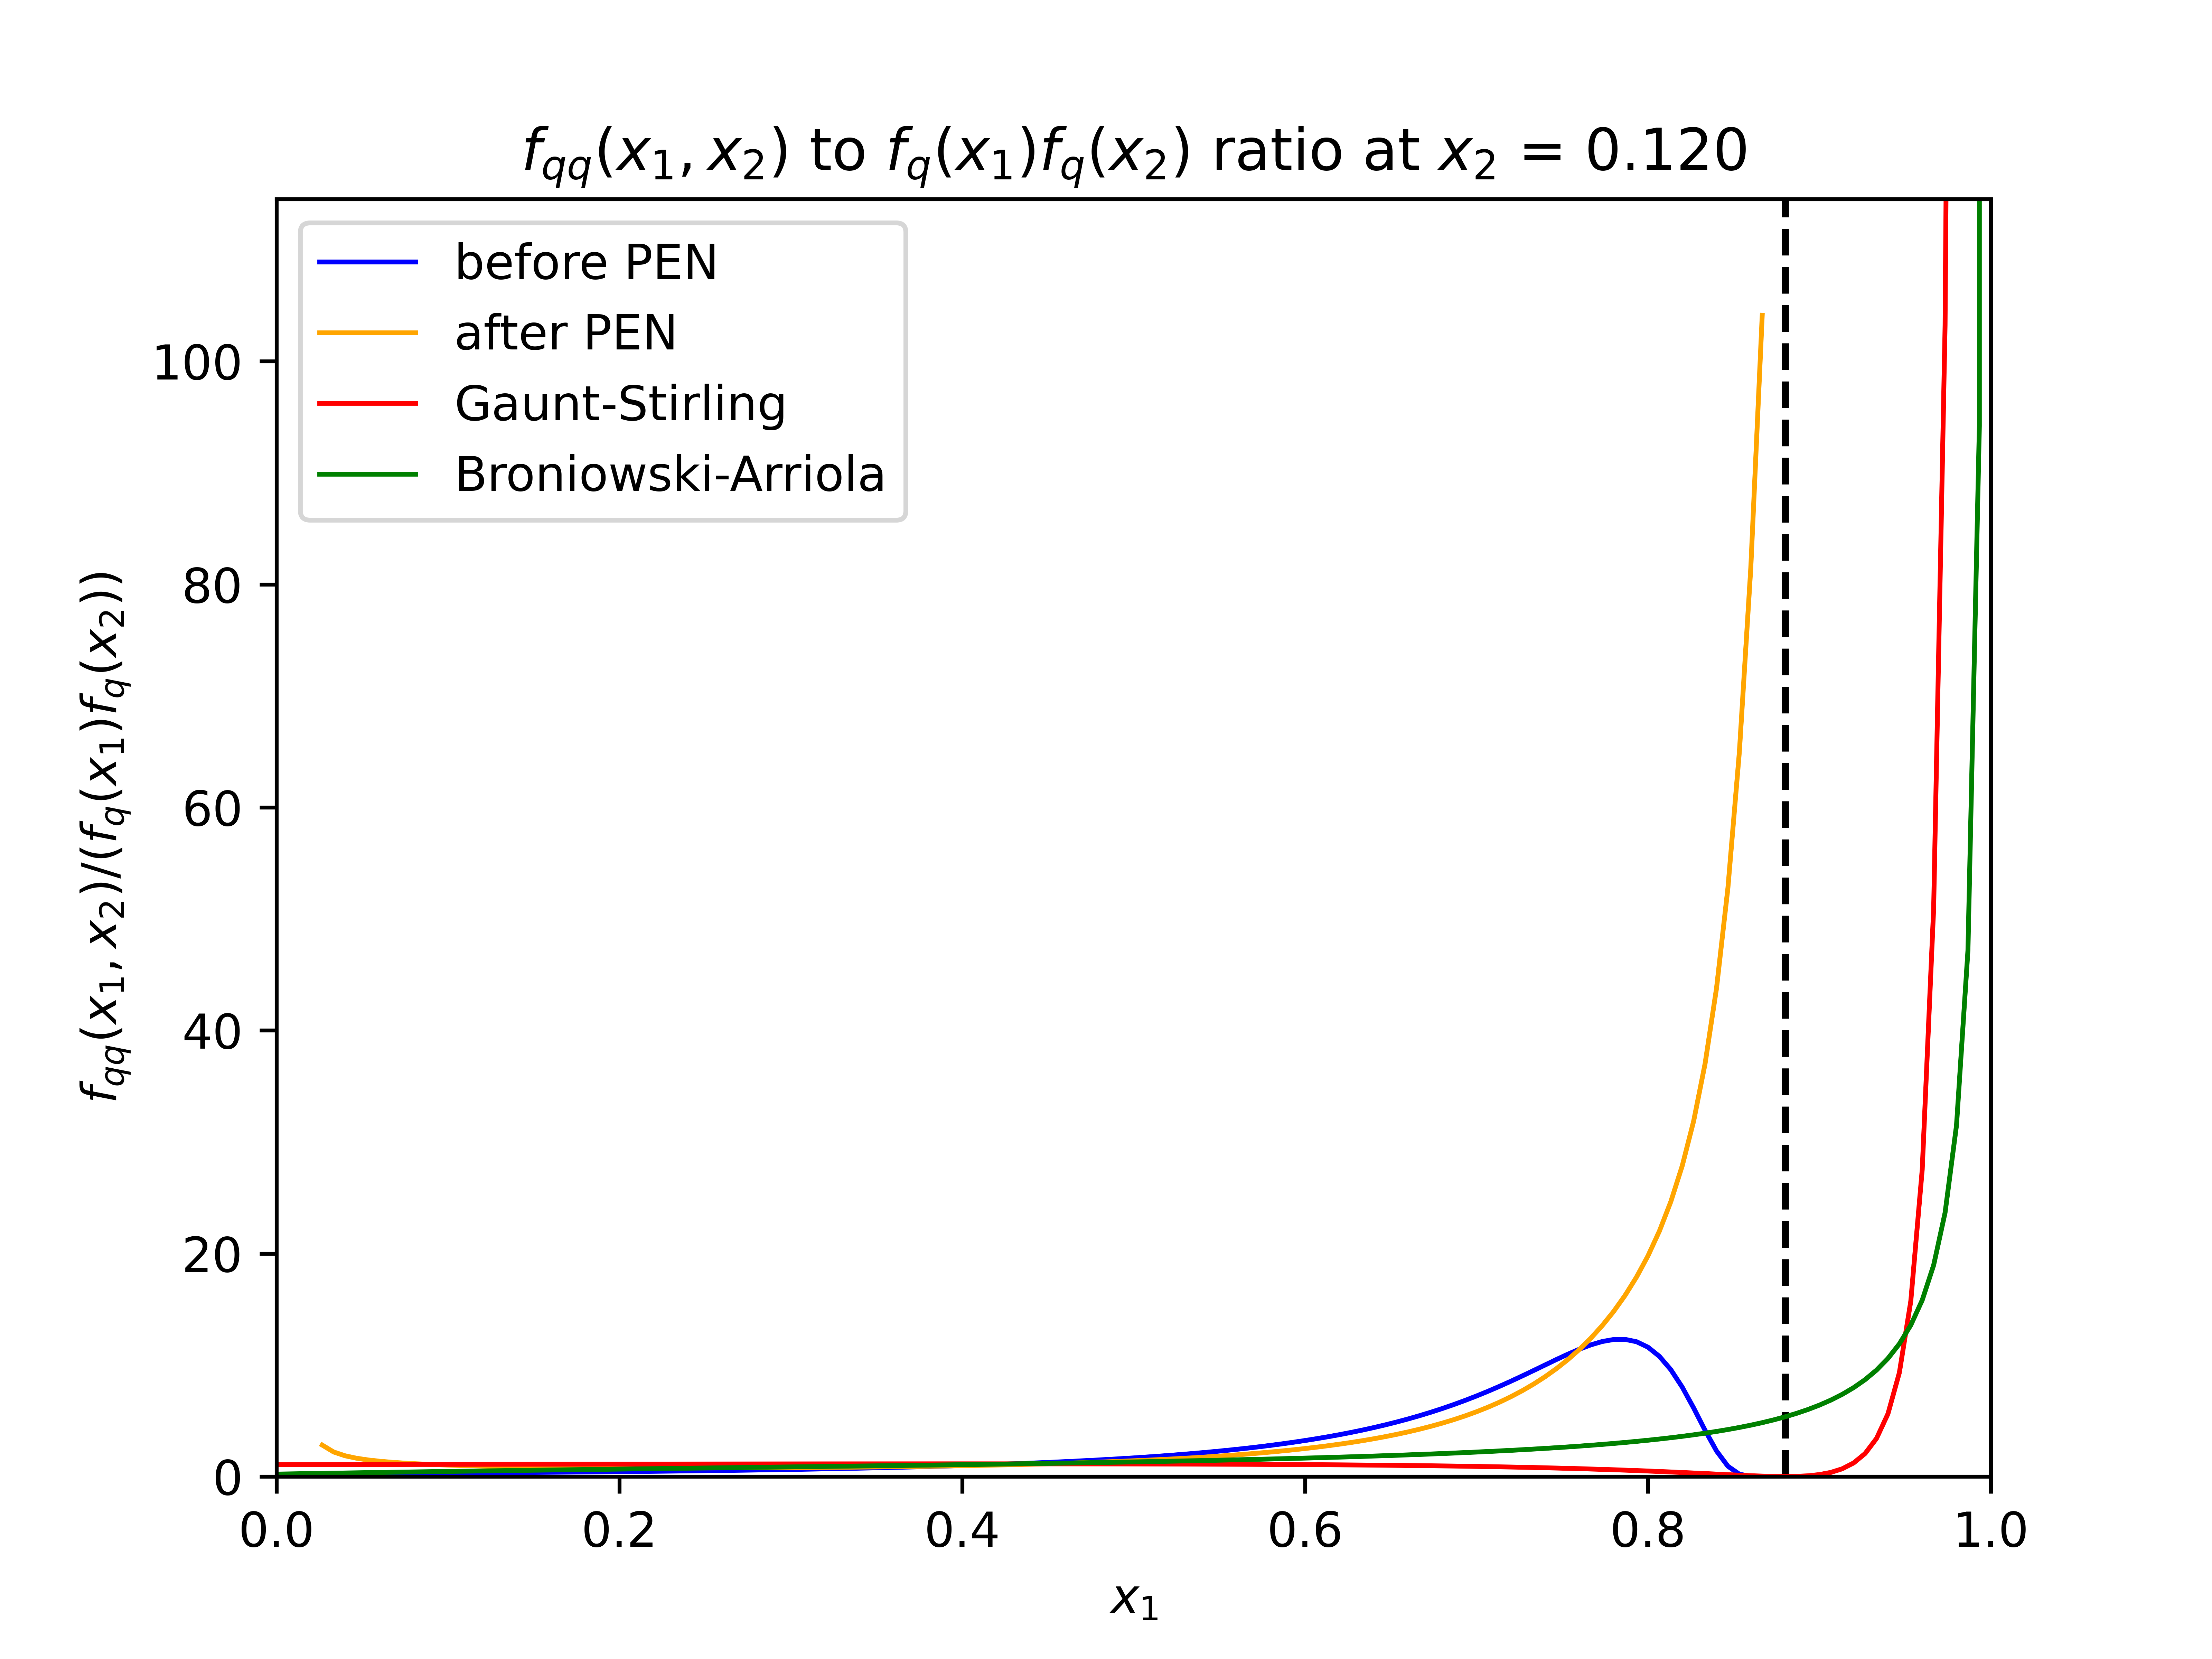 f_qq(x_1, x_2) to f_q(x_1)f_q(x_2) ratio at x_2 = 0.120
before PEN
after PEN
Gaunt-Stirling
Broniowski-Arriola
f_qq(x_1, x_2)/(f_q(x_1)f_q(x_2))
100
80
60
40
20
0
0.0 0.2 0.4 0.6 0.8 1.0
x_1